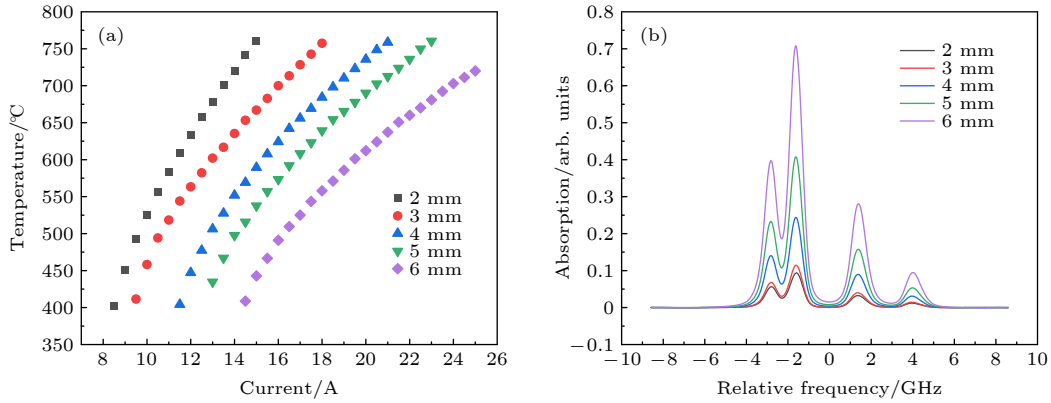 (a)
800
750
700
650
600
550
500
450
400
350
Temperature/℃
2 mm
3 mm
4 mm
5 mm
6 mm
8 10 12 14 16 18 20 22 24 26
Current/A
(b)
0.8
0.7
0.6
0.5
0.4
0.3
0.2
0.1
0
−0.1
Absorption/arb. units
2 mm
3 mm
4 mm
5 mm
6 mm
−10 −8 −6 −4 −2 0 2 4 6 8 10
Relative frequency/GHz